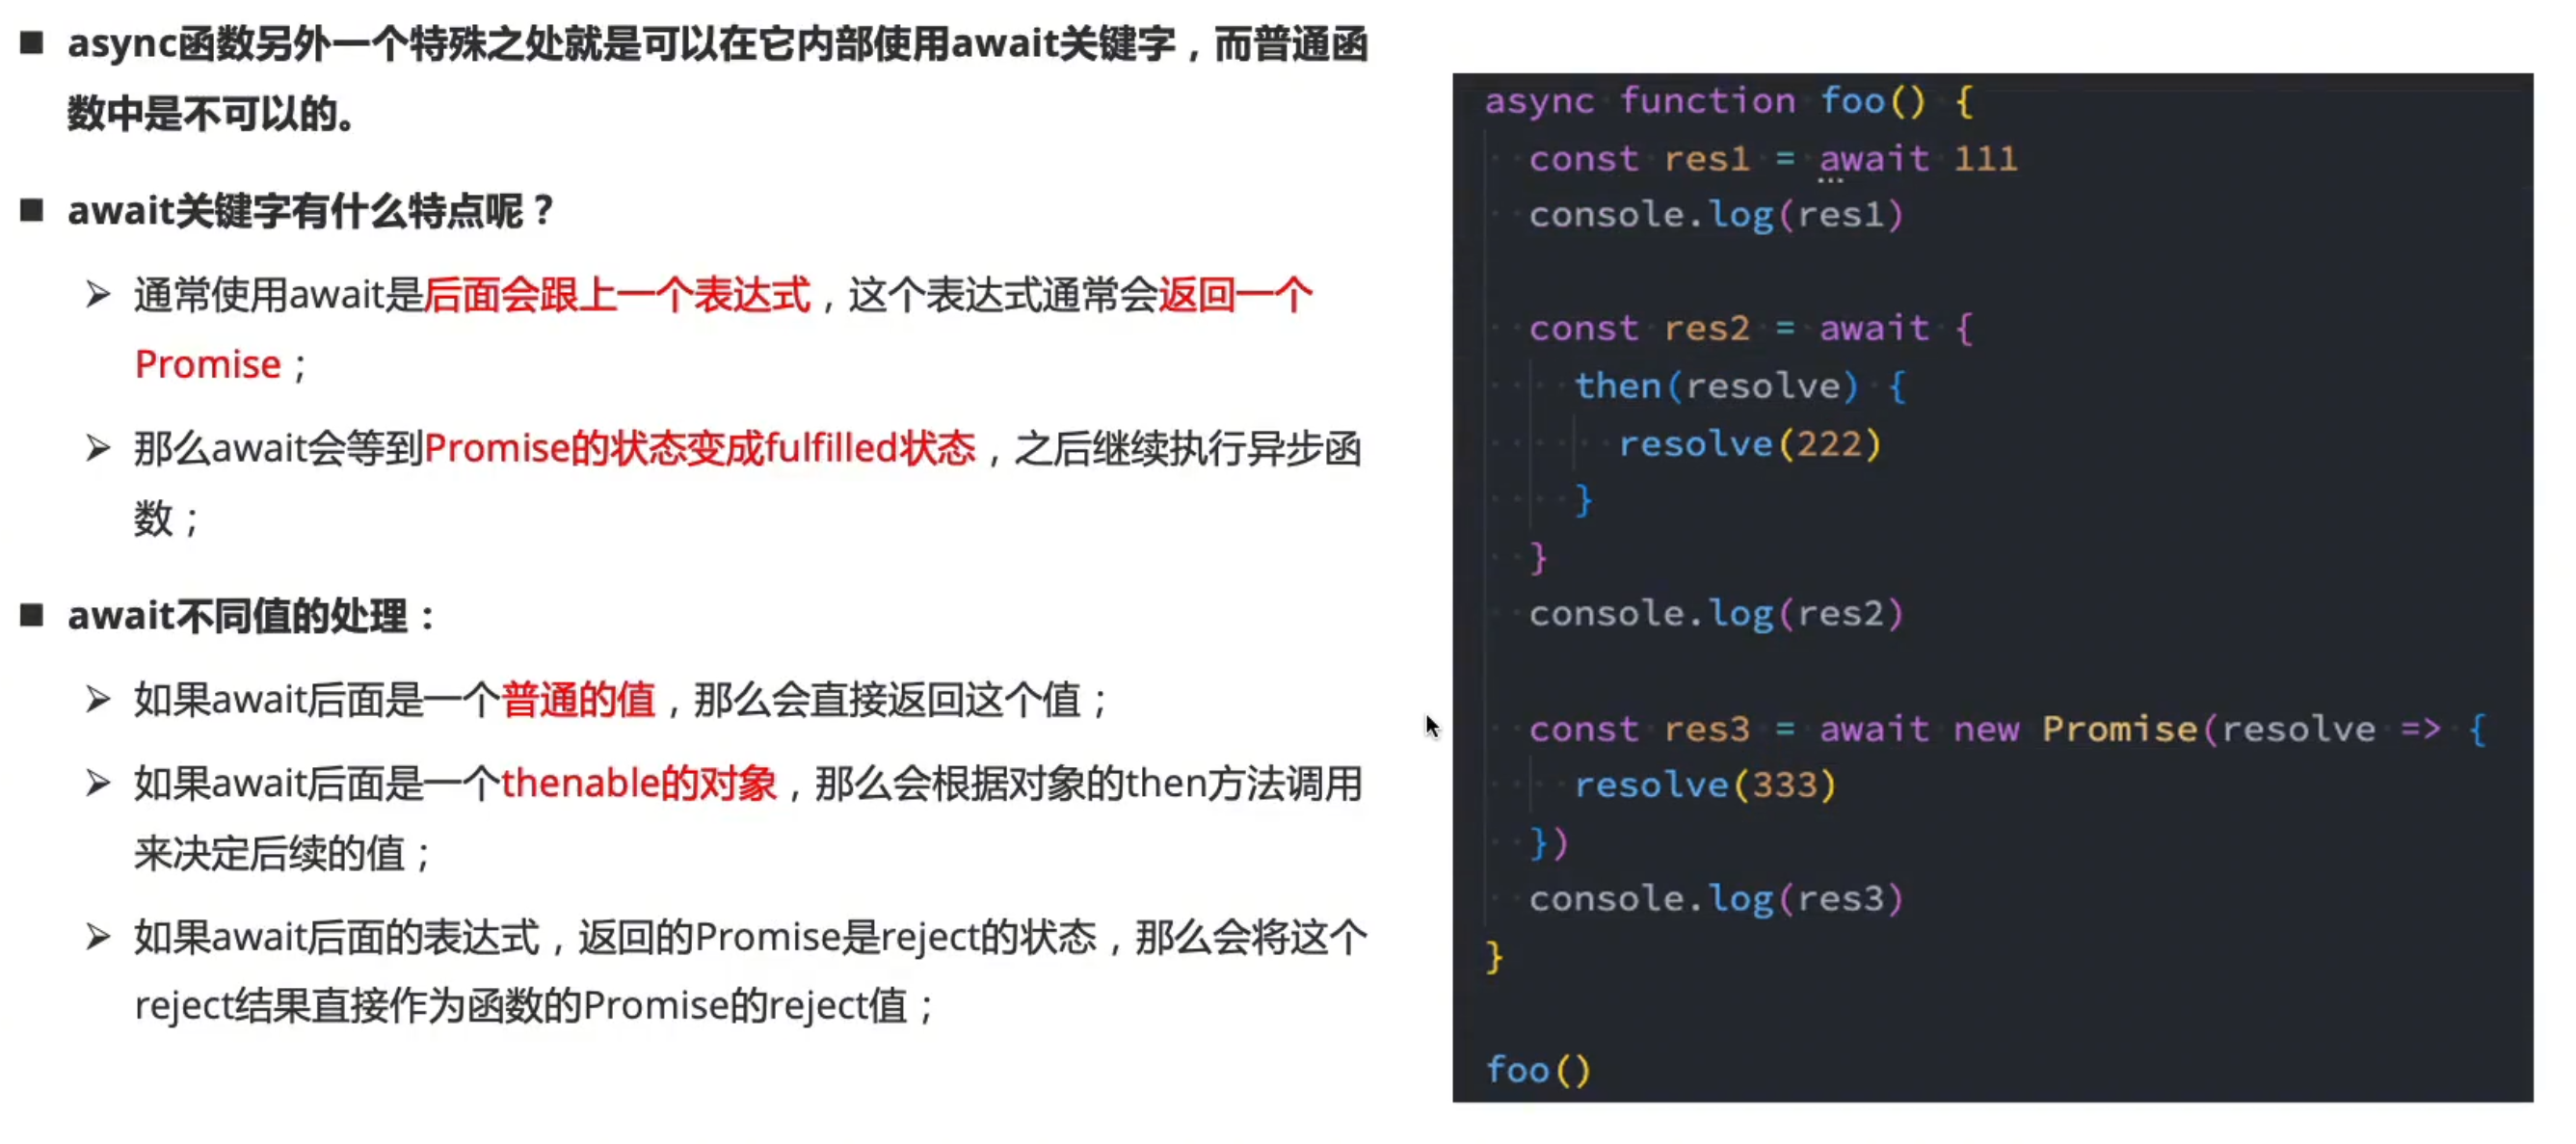 ■ async函数另外一个特殊之处就是可以在它内部使用await关键字，而普通函
数中是不可以的。
■ await关键字有什么特点呢？
➢ 通常使用await是后面会跟上一个表达式，这个表达式通常会返回一个
Promise；
➢ 那么await会等到Promise的状态变成fulfilled状态，之后继续执行异步函
数；
■ await不同值的处理：
➢ 如果await后面是一个普通的值，那么会直接返回这个值；
➢ 如果await后面是一个thenable的对象，那么会根据对象的then方法调用
来决定后续的值；
➢ 如果await后面的表达式，返回的Promise是reject的状态，那么会将这个
reject结果直接作为函数的Promise的reject值；
async function foo() {
  const res1 = await 111
  console.log(res1)

  const res2 = await {
    then(resolve) {
      resolve(222)
    }
  }
  console.log(res2)

  const res3 = await new Promise(resolve => {
    resolve(333)
  })
  console.log(res3)
}

foo()